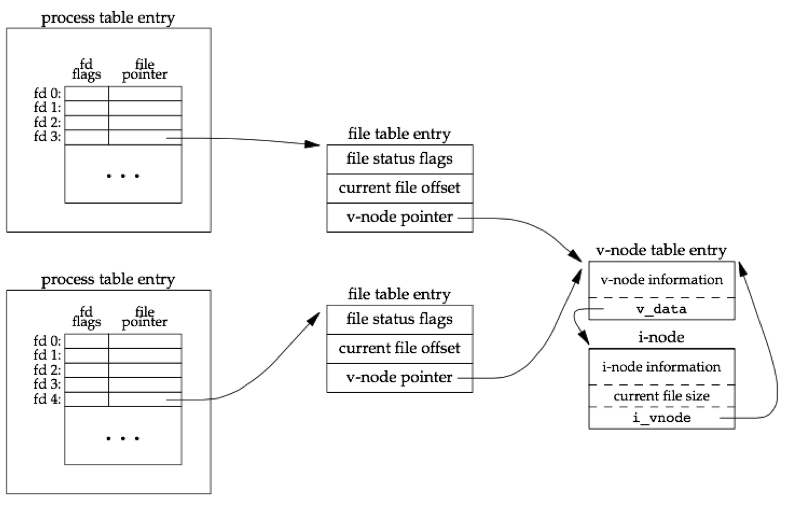 process table entry
fd file
flags pointer
fd 0:
fd 1:
fd 2:
fd 3:
. . .
file table entry
file status flags
current file offset
v-node pointer
process table entry
fd file
flags pointer
fd 0:
fd 1:
fd 2:
fd 3:
fd 4:
. . .
file table entry
file status flags
current file offset
v-node pointer
v-node table entry
v-node information
v_data
i-node
i-node information
current file size
i_vnode